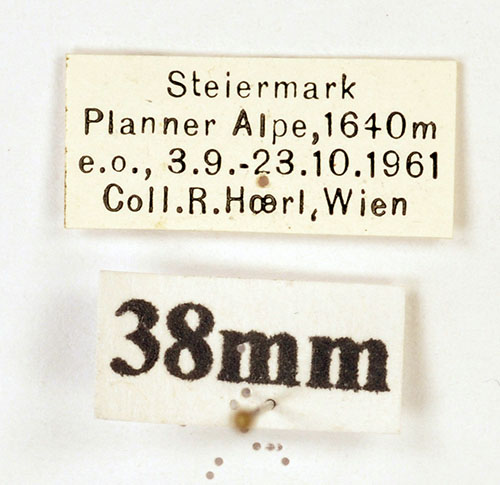 Steiermark
Planner Alpe, 1640m
e.o., 3.9.-23.10.1961
Coll.R.Hœrl, Wien
38mm